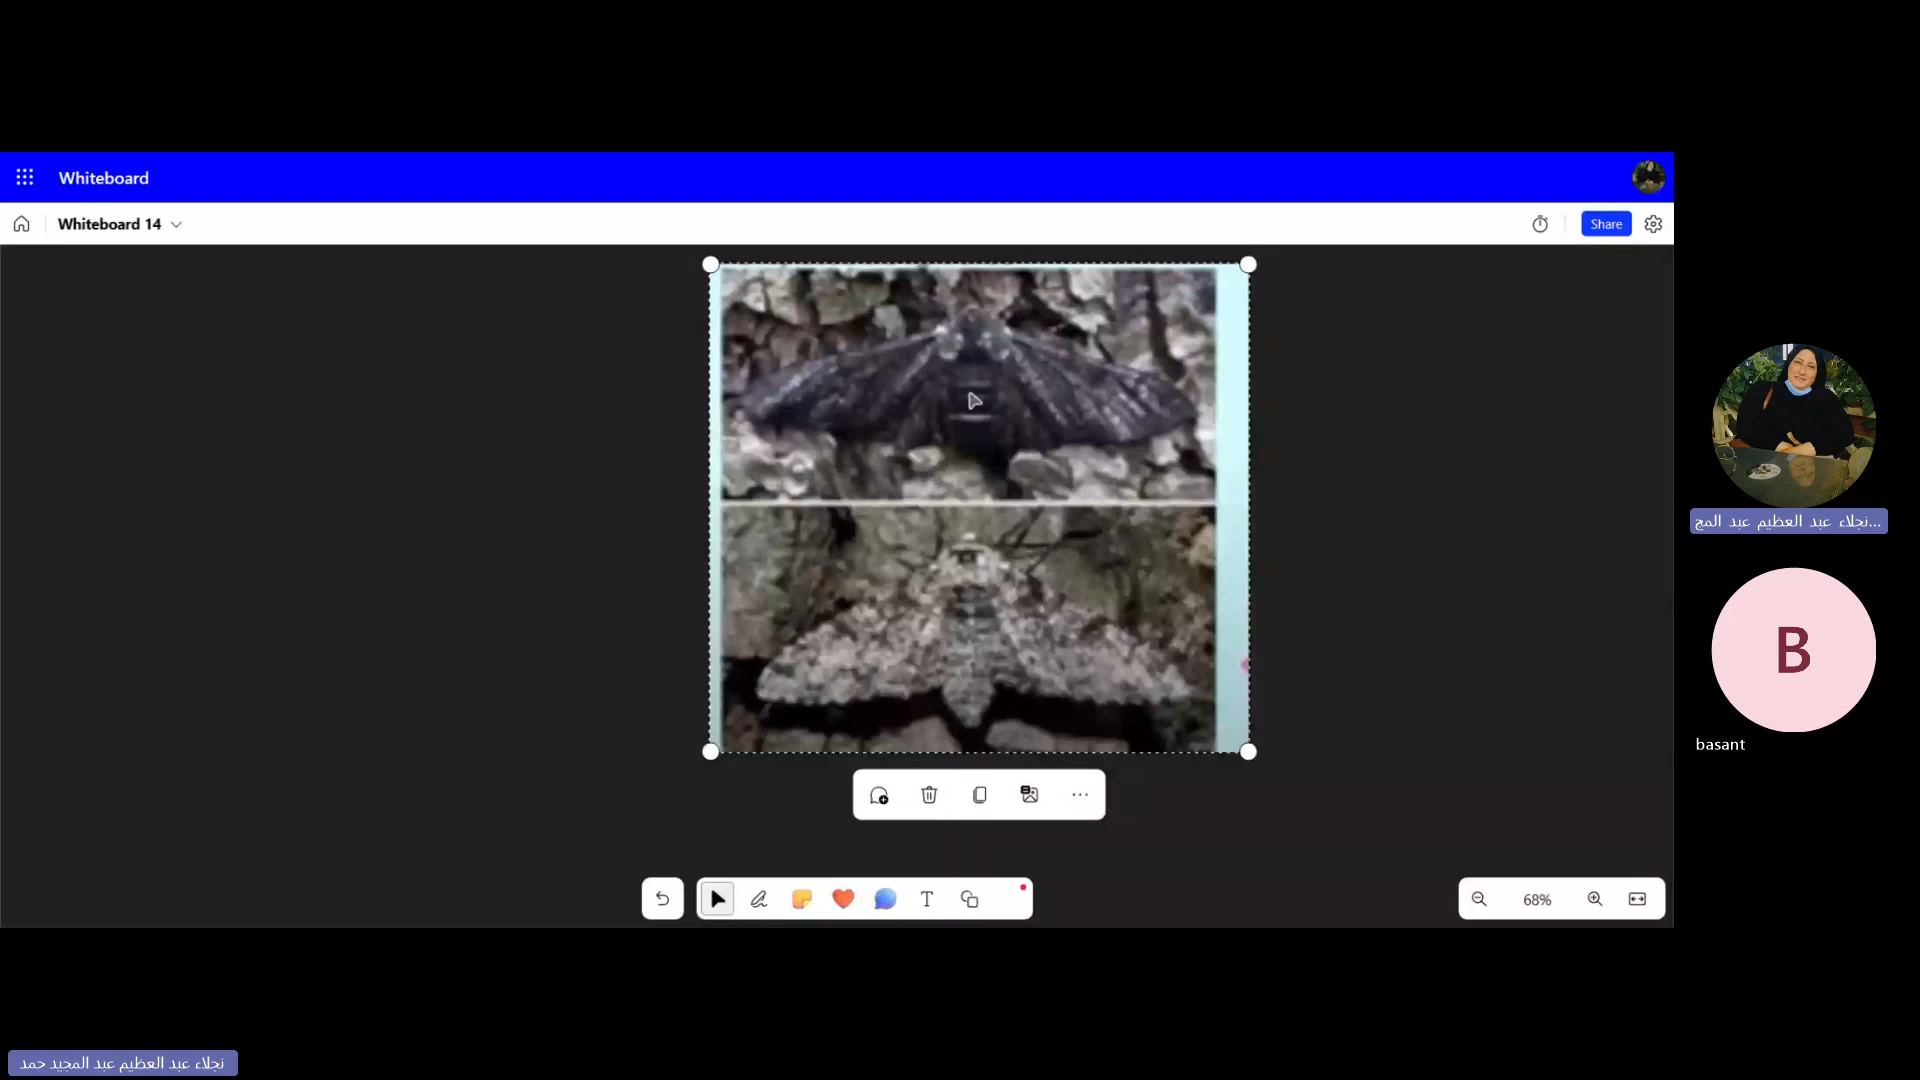 Whiteboard
Whiteboard 14
Share
نجلاء عبد العظيم عبد المج...
B
basant
T
68%
نجلاء عبد العظيم عبد المجيد حمد